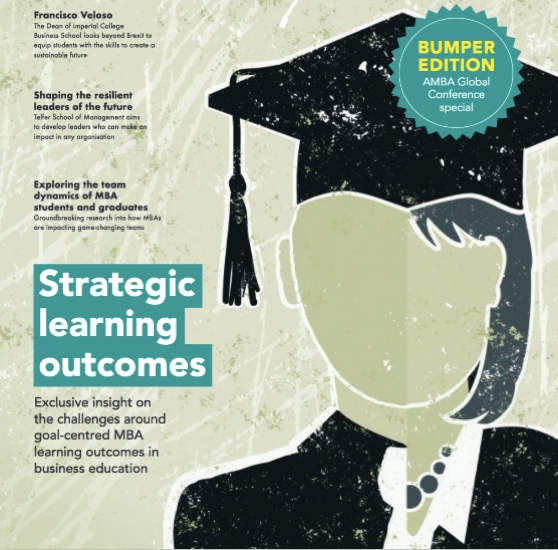 Francisco Veloso
The Dean of Imperial College
Business School looks beyond Brexit to
equip students with the skills to create a
sustainable future
Shaping the resilient
leaders of the future
Telfer School of Management aims
to develop leaders who can make an
impact in any organisation
Exploring the team
dynamics of MBA
students and graduates
Groundbreaking research into how MBAs
are impacting game-changing teams
BUMPER
EDITION
AMBA Global
Conference
special
Strategic
learning
outcomes
Exclusive insight on
the challenges around
goal-centred MBA
learning outcomes in
business education